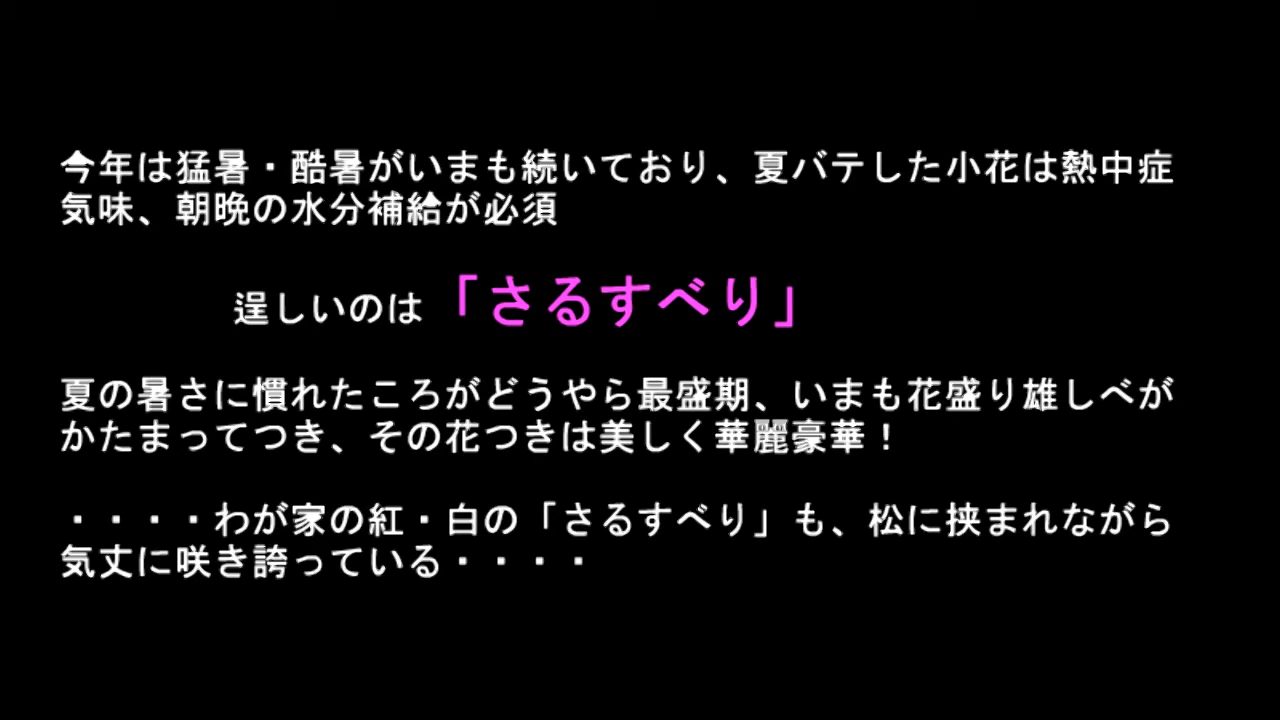 今年は猛暑・酷暑がいまも続いており、夏バテした小花は熱中症
気味、朝晩の水分補給が必須
逞しいのは「さるすべり」
夏の暑さに慣れたころがどうやら最盛期、いまも花盛り雄しべが
かたまってつき、その花つきは美しく華麗豪華！
・・・・わが家の紅・白の「さるすべり」も、松に挟まれながら
気丈に咲き誇っている・・・・